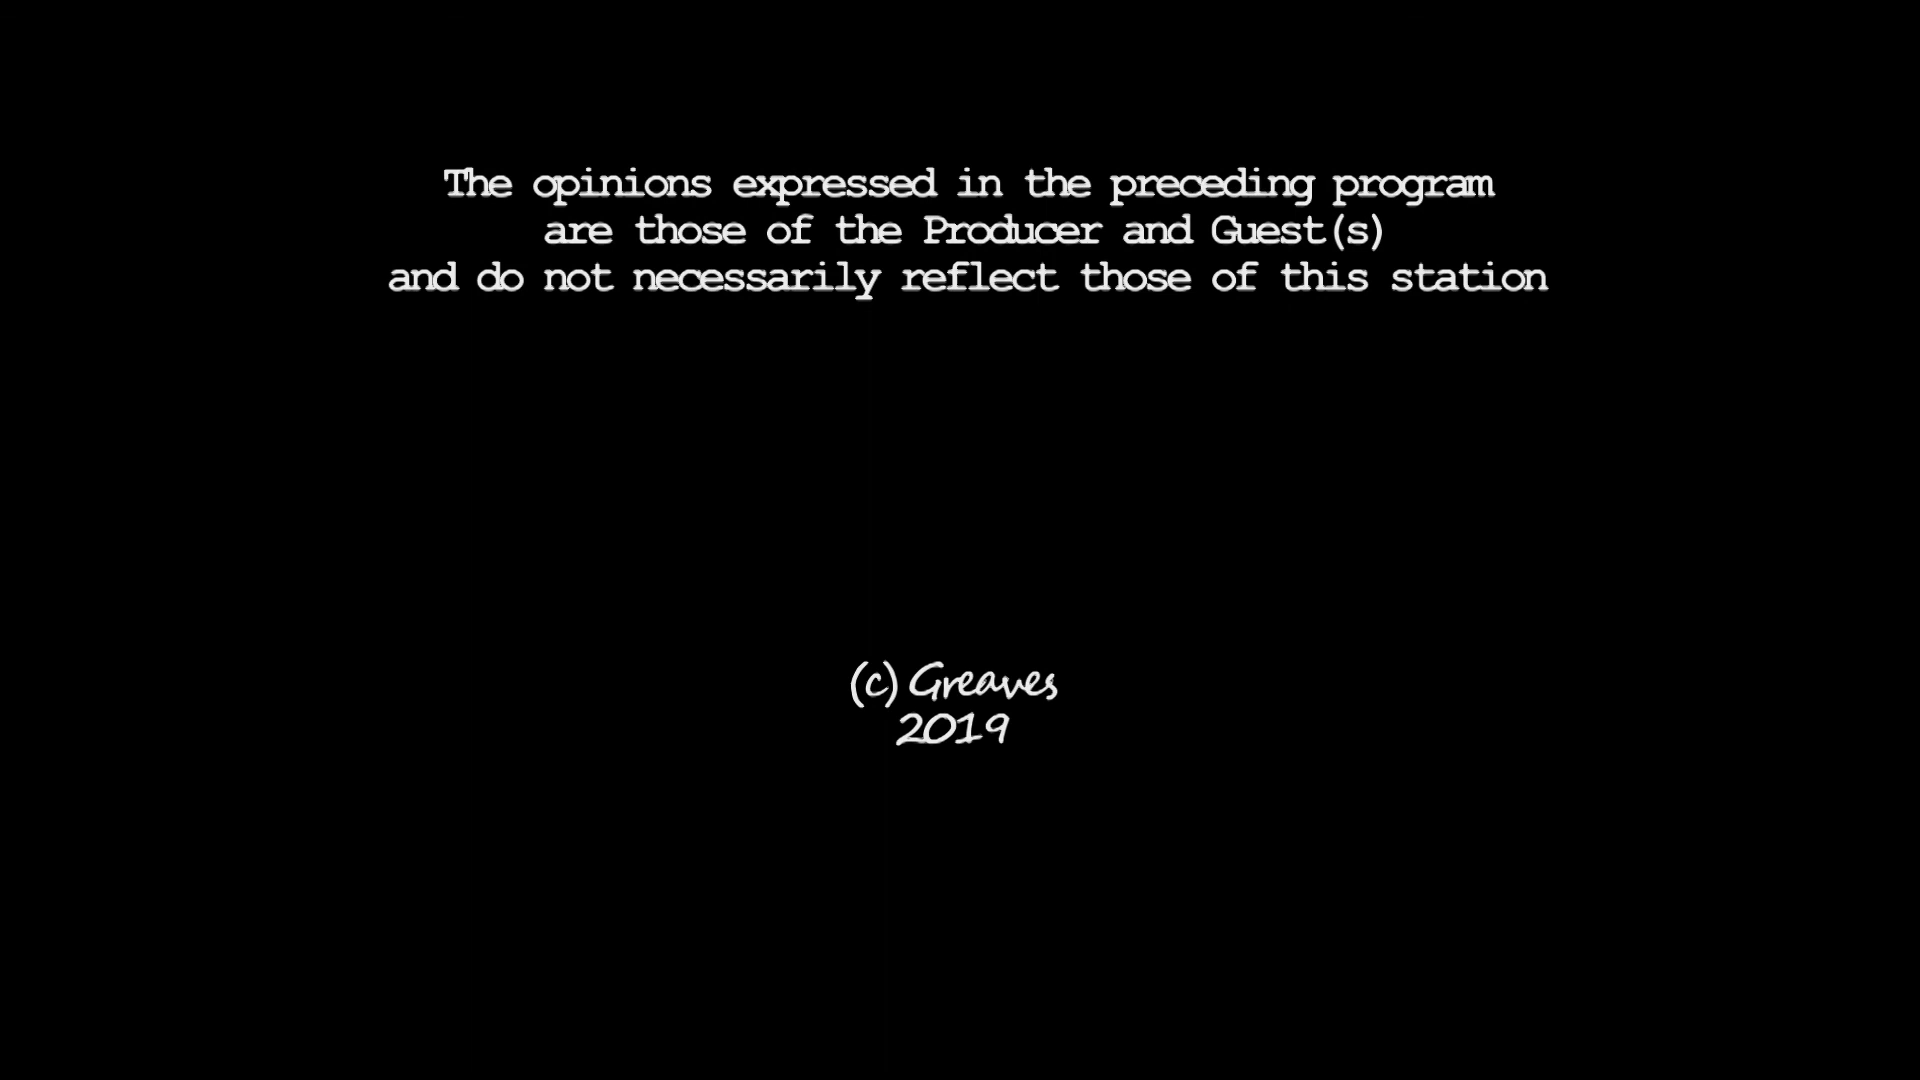 The opinions expressed in the preceding program
are those of the Producer and Guest(s)
and do not necessarily reflect those of this station
(c) Greaves
2019